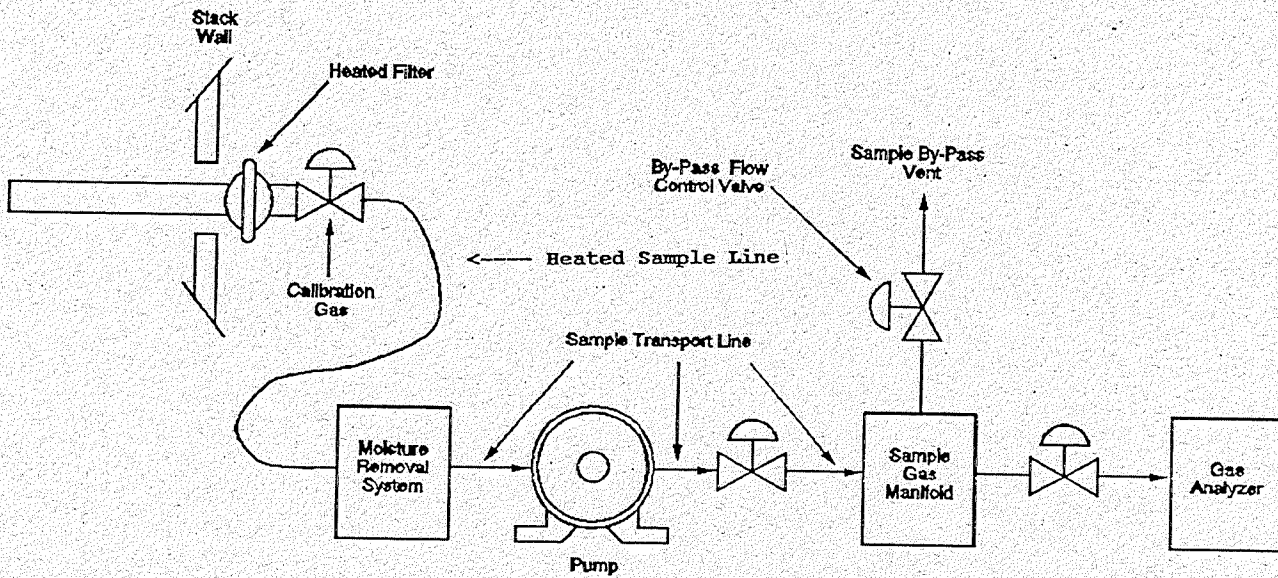 Stack
Wall
Heated Filter
By-Pass Flow
Control Valve
Sample By-Pass
Vent
<---- Heated Sample Line
Calibration
Gas
Sample Transport Line
Moisture
Removal
System
Pump
Sample
Gas
Manifold
Gas
Analyzer